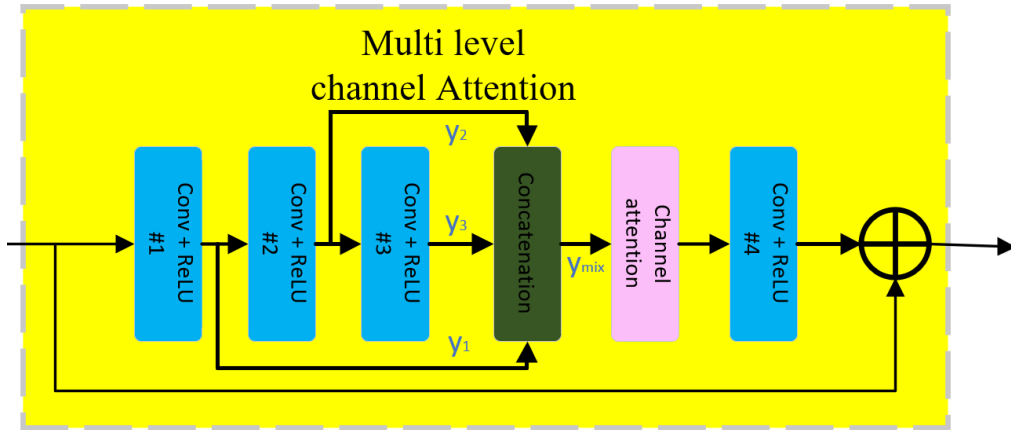 Multi level
channel Attention
y2
Conv + ReLU
#1
Conv + ReLU
#2
Conv + ReLU
#3
y3
Concatenation
ymix
Channel
attention
Conv + ReLU
#4
y1